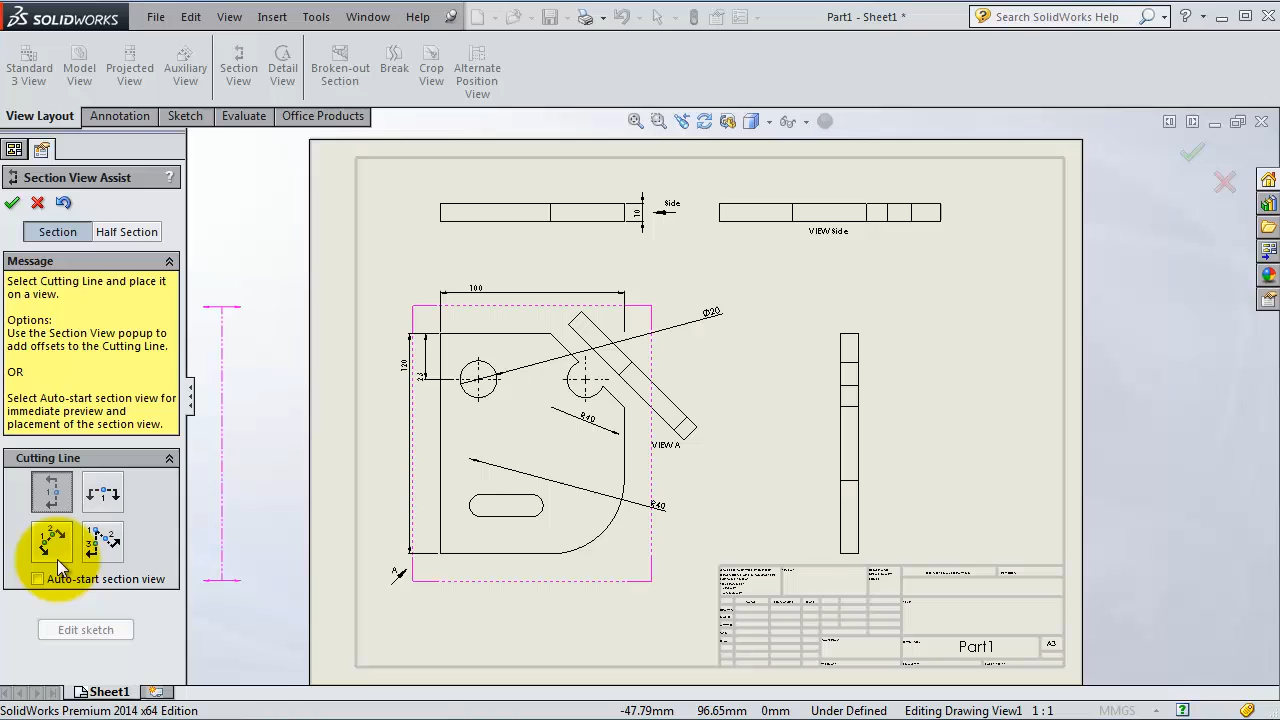 SOLIDWORKS
File Edit View Insert Tools Window Help
Part1 - Sheet1 *
Search SolidWorks Help
Standard 3 View
Model View
Projected View
Auxiliary View
Section View
Detail View
Broken-out Section
Break
Crop View
Alternate Position View
View Layout Annotation Sketch Evaluate Office Products
Section View Assist ?
Section Half Section
Message
Select Cutting Line and place it
on a view.
Options:
Use the Section View popup to
add offsets to the Cutting Line.
OR
Select Auto-start section view for
immediate preview and
placement of the section view.
Cutting Line
Auto-start section view
Edit sketch
10
Side
VIEW Side
100
Φ20
120
R40
VIEW A
R40
A
Part1
A3
Sheet1
SolidWorks Premium 2014 x64 Edition
-47.79mm 96.65mm 0mm Under Defined Editing Drawing View1 1 : 1 MMGS